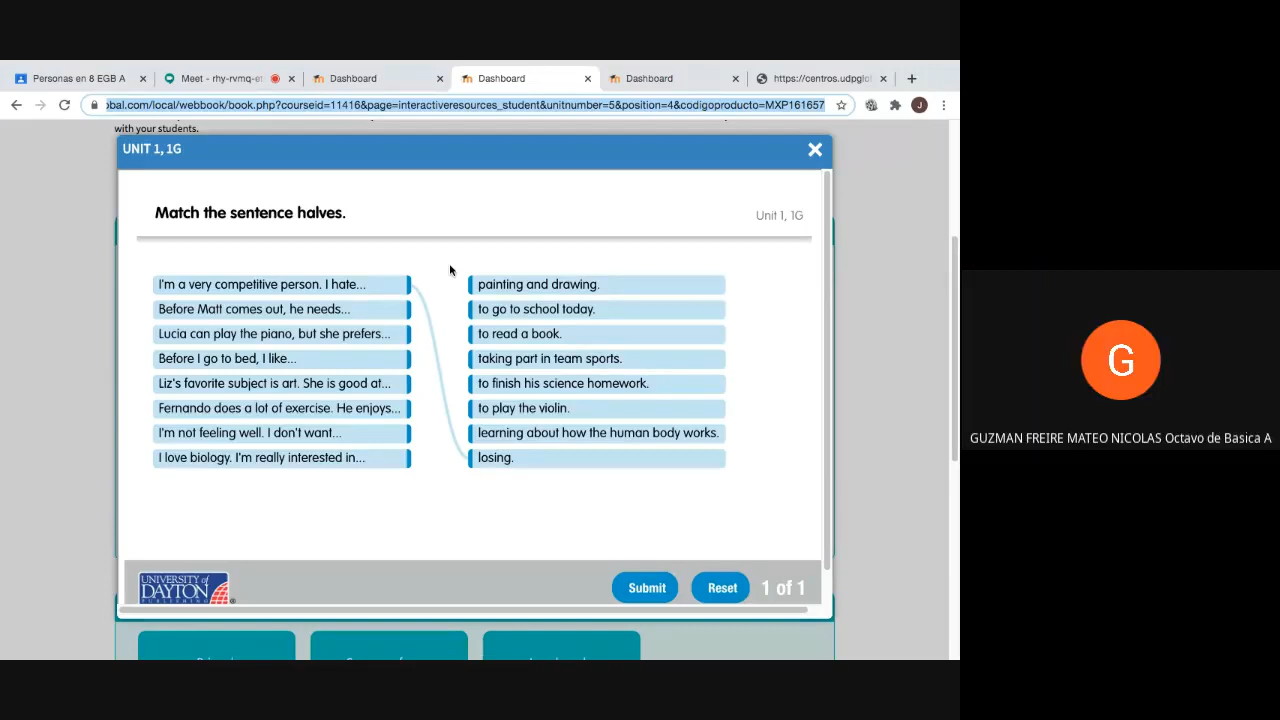 Personas en 8 EGB A
Meet - rhy-rvmq-et
Dashboard
Dashboard
Dashboard
https://centros.udpglo
obal.com/local/webbook/book.php?courseid=11416&page=interactiveresources_student&unitnumber=5&position=4&codigoproducto=MXP161657
J
with your students.
UNIT 1, 1G
Match the sentence halves.
Unit 1, 1G
I'm a very competitive person. I hate...
painting and drawing.
Before Matt comes out, he needs...
to go to school today.
Lucia can play the piano, but she prefers...
to read a book.
Before I go to bed, I like...
taking part in team sports.
Liz's favorite subject is art. She is good at...
to finish his science homework.
Fernando does a lot of exercise. He enjoys...
to play the violin.
I'm not feeling well. I don't want...
learning about how the human body works.
I love biology. I'm really interested in...
losing.
UNIVERSITY of
DAYTON
PUBLISHING
Submit
Reset
1 of 1
G
GUZMAN FREIRE MATEO NICOLAS Octavo de Basica A